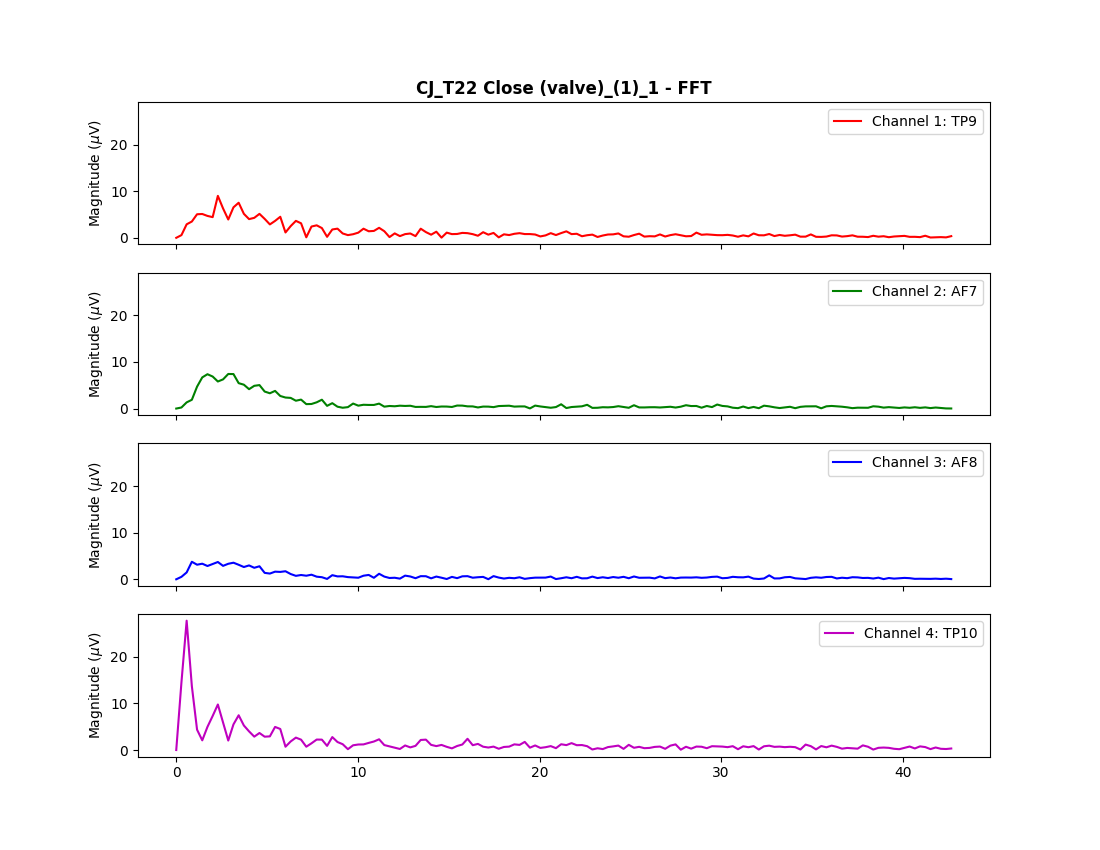 CJ_T22 Close (valve)_(1)_1 - FFT
Magnitude (μV)
20
10
0
Channel 1: TP9
Magnitude (μV)
20
10
0
Channel 2: AF7
Magnitude (μV)
20
10
0
Channel 3: AF8
Magnitude (μV)
20
10
0
Channel 4: TP10
0 10 20 30 40